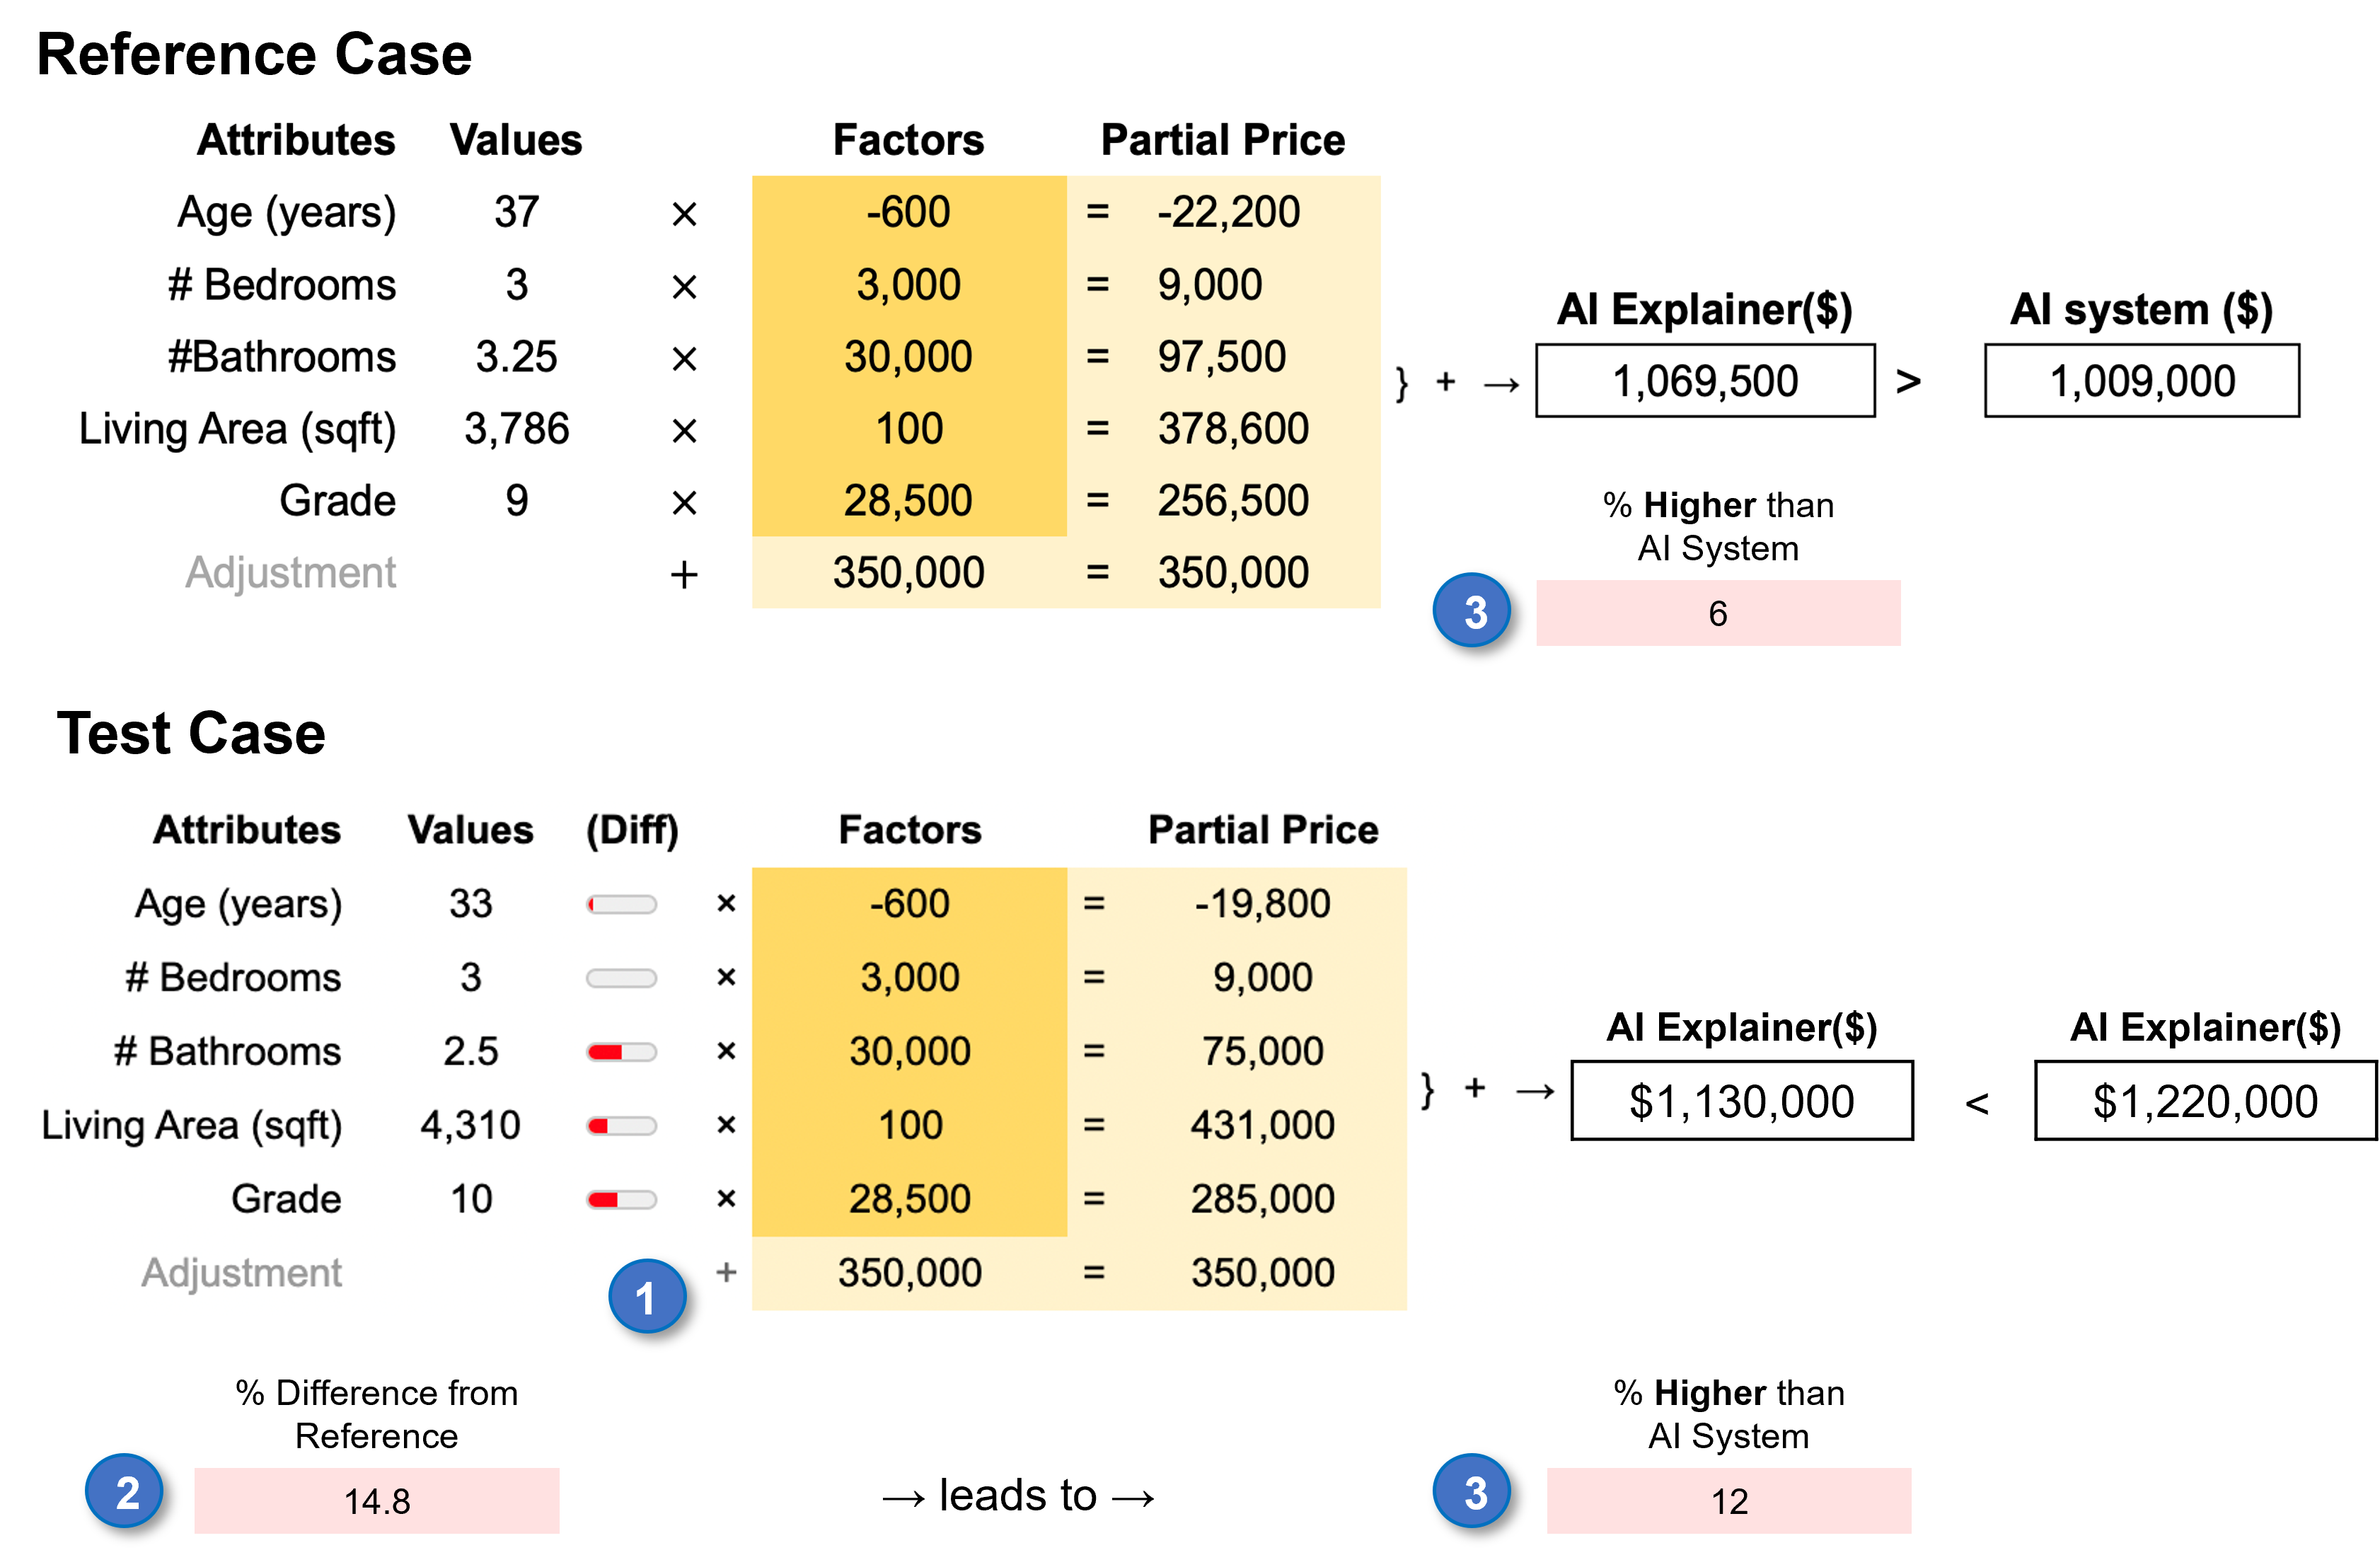 Reference Case
Attributes Values Factors Partial Price
Age (years) 37 × -600 = -22,200
# Bedrooms 3 × 3,000 = 9,000
#Bathrooms 3.25 × 30,000 = 97,500
Living Area (sqft) 3,786 × 100 = 378,600
Grade 9 × 28,500 = 256,500
Adjustment + 350,000 = 350,000
AI Explainer($) AI system ($)
} + → 1,069,500 > 1,009,000
% Higher than
AI System
3 6
Test Case
Attributes Values (Diff) Factors Partial Price
Age (years) 33 × -600 = -19,800
# Bedrooms 3 × 3,000 = 9,000
# Bathrooms 2.5 × 30,000 = 75,000
Living Area (sqft) 4,310 × 100 = 431,000
Grade 10 × 28,500 = 285,000
Adjustment + 350,000 = 350,000
1
AI Explainer($) AI Explainer($)
} + → $1,130,000 < $1,220,000
% Difference from
Reference
2 14.8
→ leads to →
% Higher than
AI System
3 12